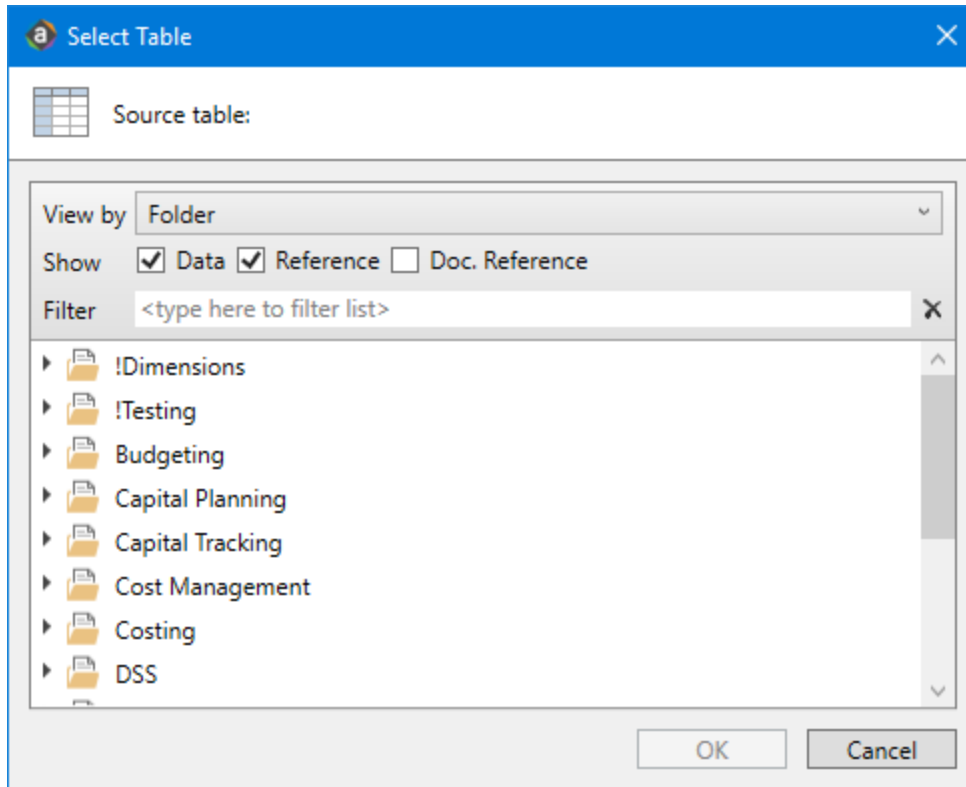 Select Table
Source table:
View by Folder
Show Data Reference Doc. Reference
Filter <type here to filter list>
!Dimensions
!Testing
Budgeting
Capital Planning
Capital Tracking
Cost Management
Costing
DSS
OK Cancel